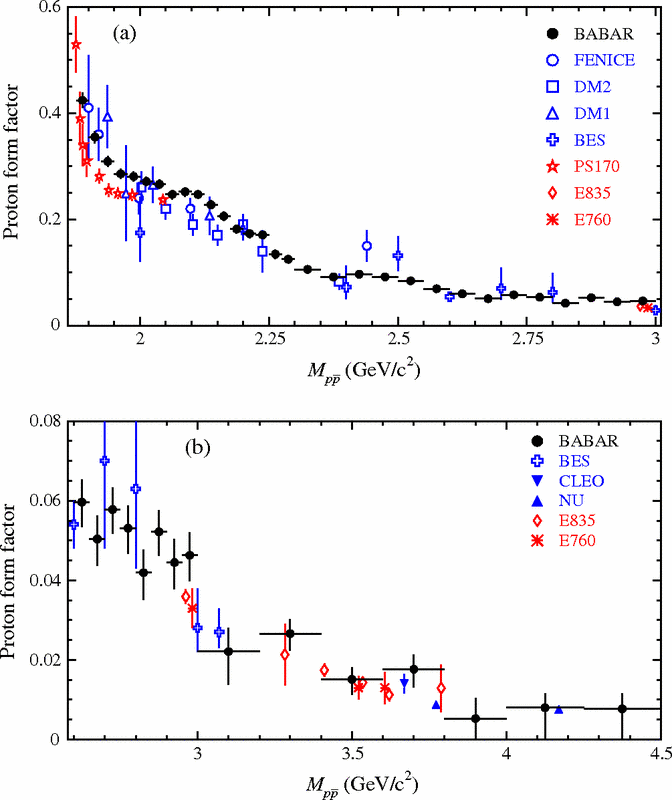 0.6
(a)
BABAR
FENICE
0.4
DM2
DM1
BES
PS170
0.2
E835
E760
0
2
2.25
2.5
2.75
3
Proton form factor
M_{pp̅} (GeV/c²)
0.08
(b)
BABAR
BES
0.06
CLEO
NU
E835
E760
0.04
0.02
0
3
3.5
4
4.5
Proton form factor
M_{pp̅} (GeV/c²)